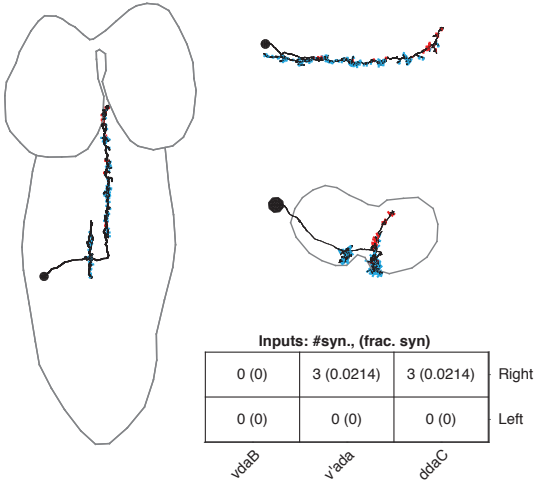 Inputs: #syn., (frac. syn)
0 (0) 3 (0.0214) 3 (0.0214) Right
0 (0) 0 (0) 0 (0) Left
vdaB v'ada ddaC